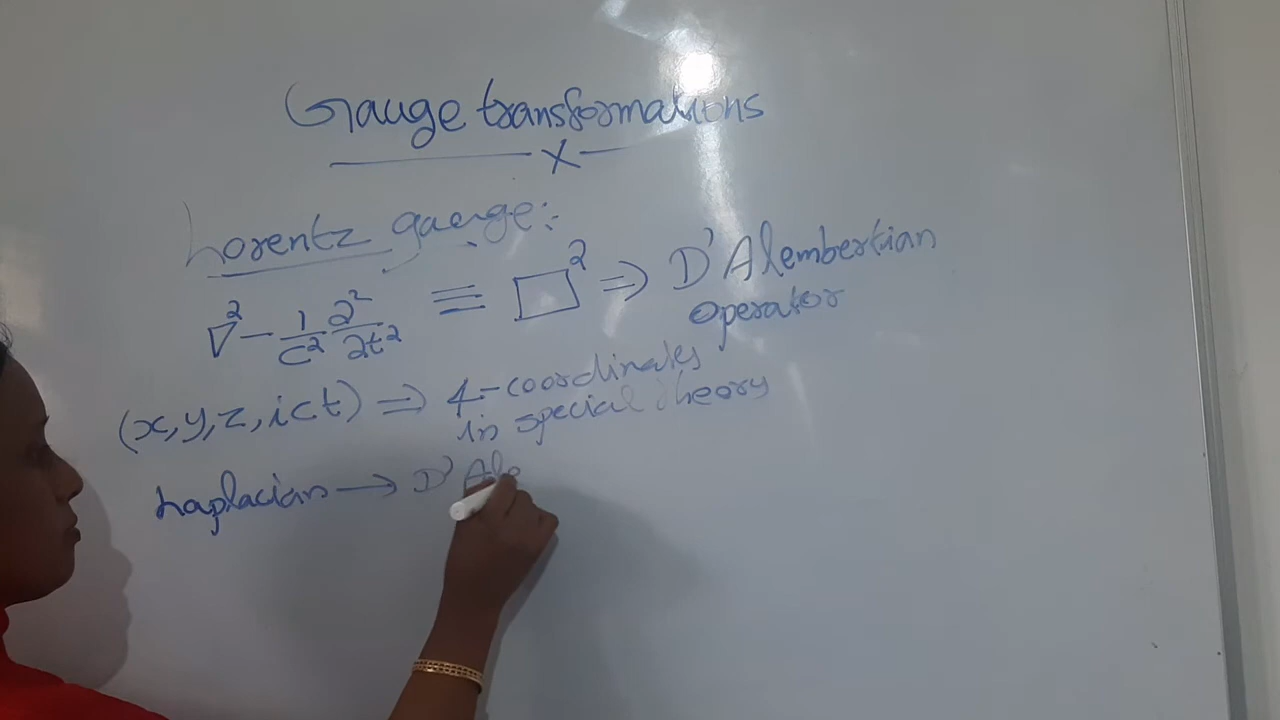 Gauge transformations
X
Lorentz gauge:-
∇² - 1/c² ∂²/∂t² ≡ □² ⇒ D'Alembertian
operator
(x, y, z, ict) ⇒ 4-coordinates
in special theory
Laplacian → D'Ale